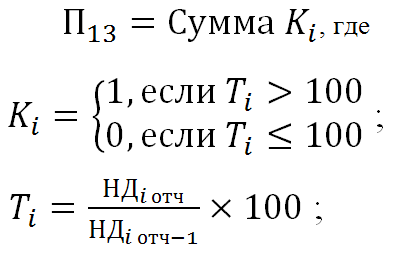 П₁₃ = Сумма Kᵢ, где
Kᵢ = {1, если Tᵢ > 100
0, если Tᵢ ≤ 100 ;
Tᵢ = НДᵢ отч / НДᵢ отч−1 × 100 ;